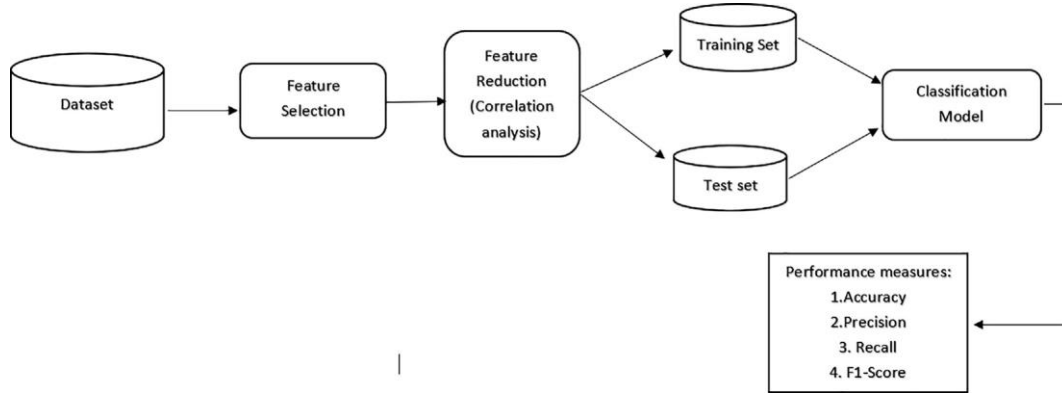 Dataset
Feature
Selection
Feature
Reduction
(Correlation
analysis)
Training Set
Test set
Classification
Model
Performance measures:
1.Accuracy
2.Precision
3. Recall
4. F1-Score